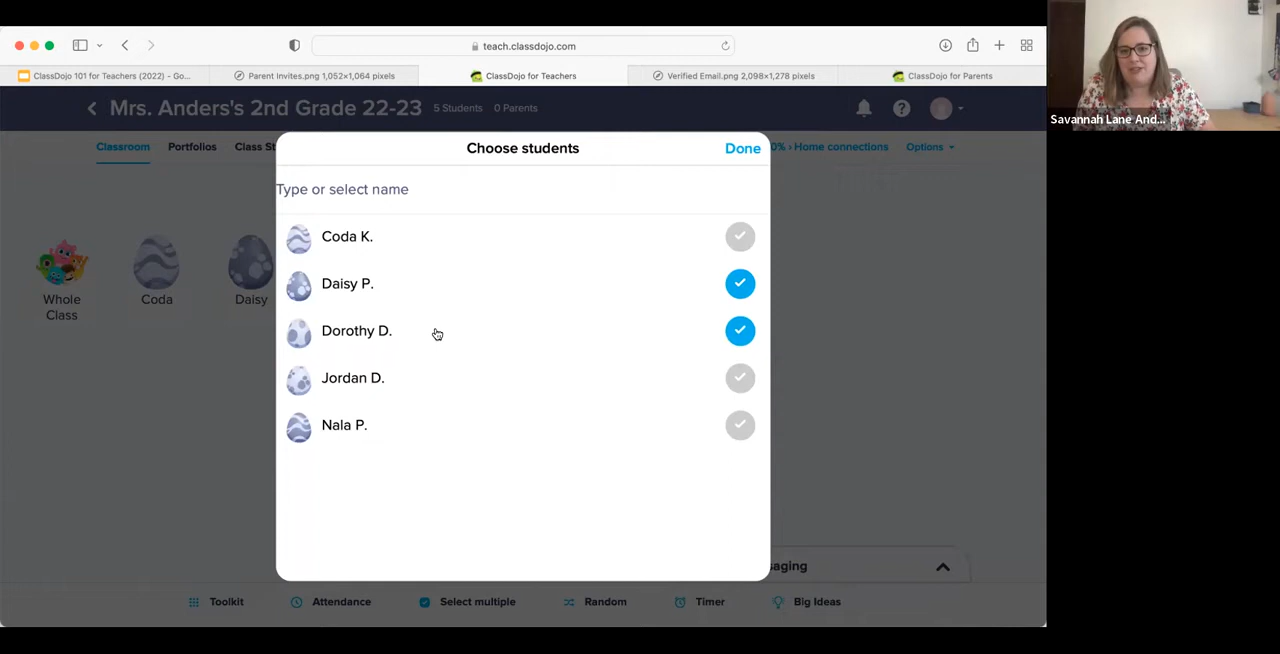 teach.classdojo.com
ClassDojo 101 for Teachers (2022) - Go...
Parent Invites.png 1,052×1,064 pixels
ClassDojo for Teachers
Verified Email.png 2,098×1,278 pixels
ClassDojo for Parents
Savannah Lane And...
Mrs. Anders's 2nd Grade 22-23
5 Students
0 Parents
Classroom
Portfolios
Class St
0% › Home connections
Options
Choose students
Done
Type or select name
Coda K.
Daisy P.
Dorothy D.
Jordan D.
Nala P.
Whole
Class
Coda
Daisy
saging
Toolkit
Attendance
Select multiple
Random
Timer
Big Ideas